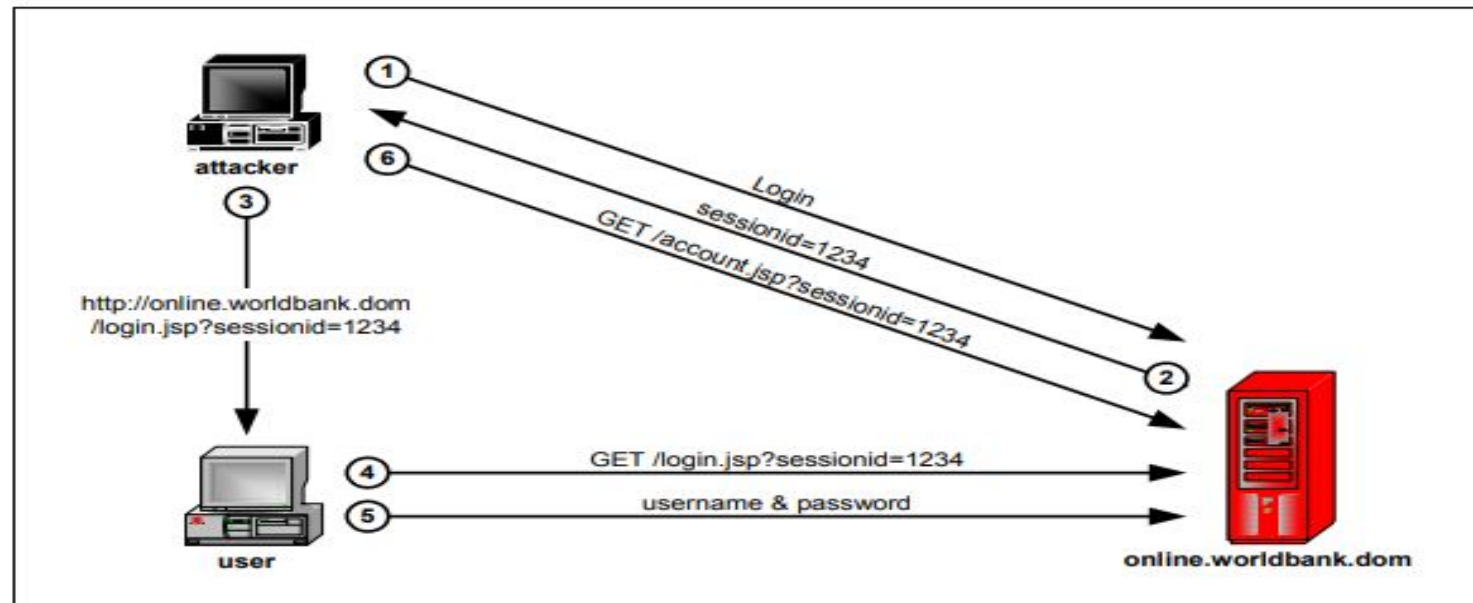 1
attacker
6
3
Login
sessionid=1234
GET /account.jsp?sessionid=1234
http://online.worldbank.dom
/login.jsp?sessionid=1234
2
4
GET /login.jsp?sessionid=1234
5
username & password
user
online.worldbank.dom